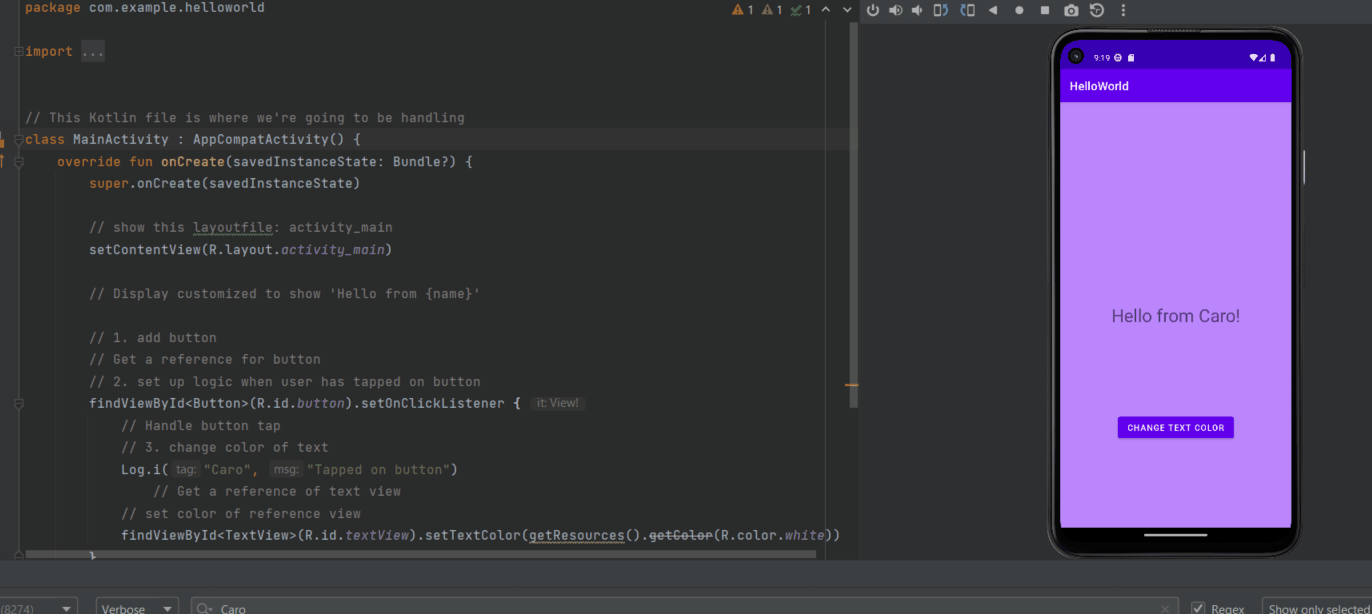 package com.example.helloworld
1 1 1
import ...
9:19
HelloWorld
// This Kotlin file is where we're going to be handling
class MainActivity : AppCompatActivity() {
override fun onCreate(savedInstanceState: Bundle?) {
super.onCreate(savedInstanceState)
// show this layoutfile: activity_main
setContentView(R.layout.activity_main)
// Display customized to show 'Hello from {name}'
// 1. add button
// Get a reference for button
// 2. set up logic when user has tapped on button
findViewById<Button>(R.id.button).setOnClickListener { it: View!
// Handle button tap
// 3. change color of text
Log.i( tag: "Caro", msg: "Tapped on button")
// Get a reference of text view
// set color of reference view
findViewById<TextView>(R.id.textView).setTextColor(getResources().getColor(R.color.white))
}
Hello from Caro!
CHANGE TEXT COLOR
(8274) Verbose Caro Regex Show only selected